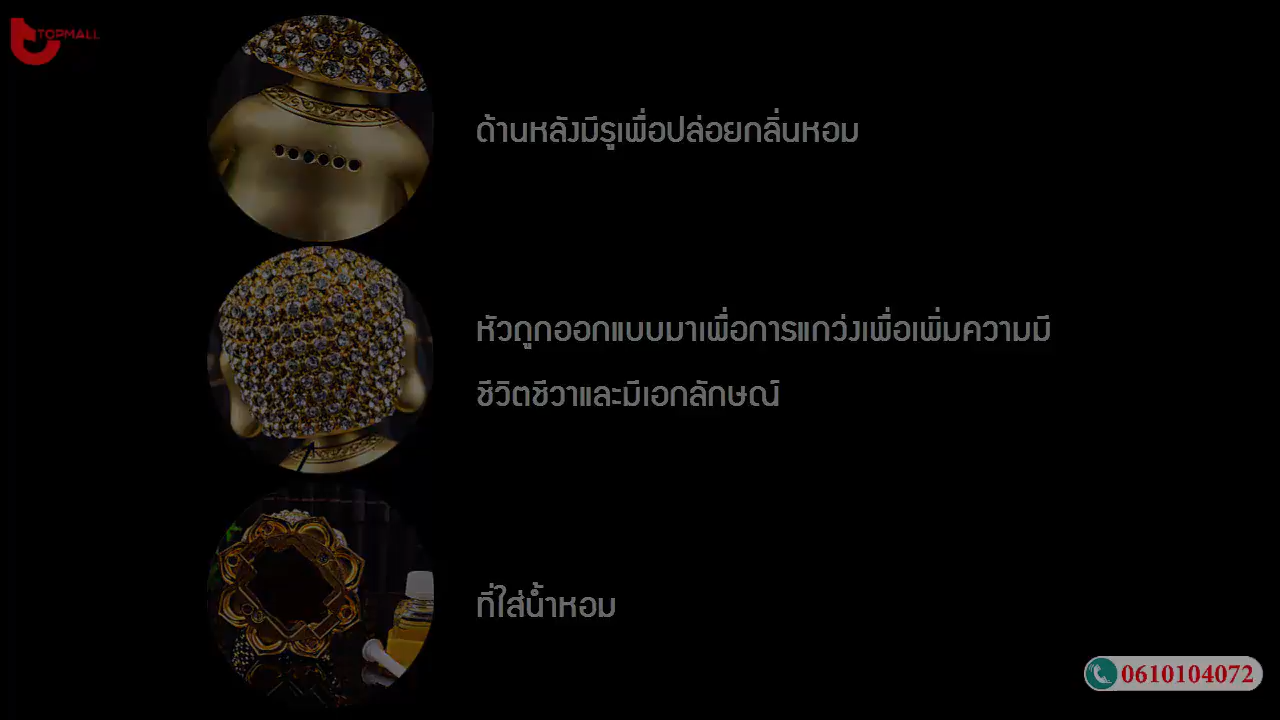 TOPMALL
ด้านหลังมีรูเพื่อปล่อยกลิ่นหอม
หัวถูกออกแบบมาเพื่อการแกว่งเพื่อเพิ่มความมี
ชีวิตชีวาและมีเอกลักษณ์
ที่ใส่น้ำหอม
0610104072